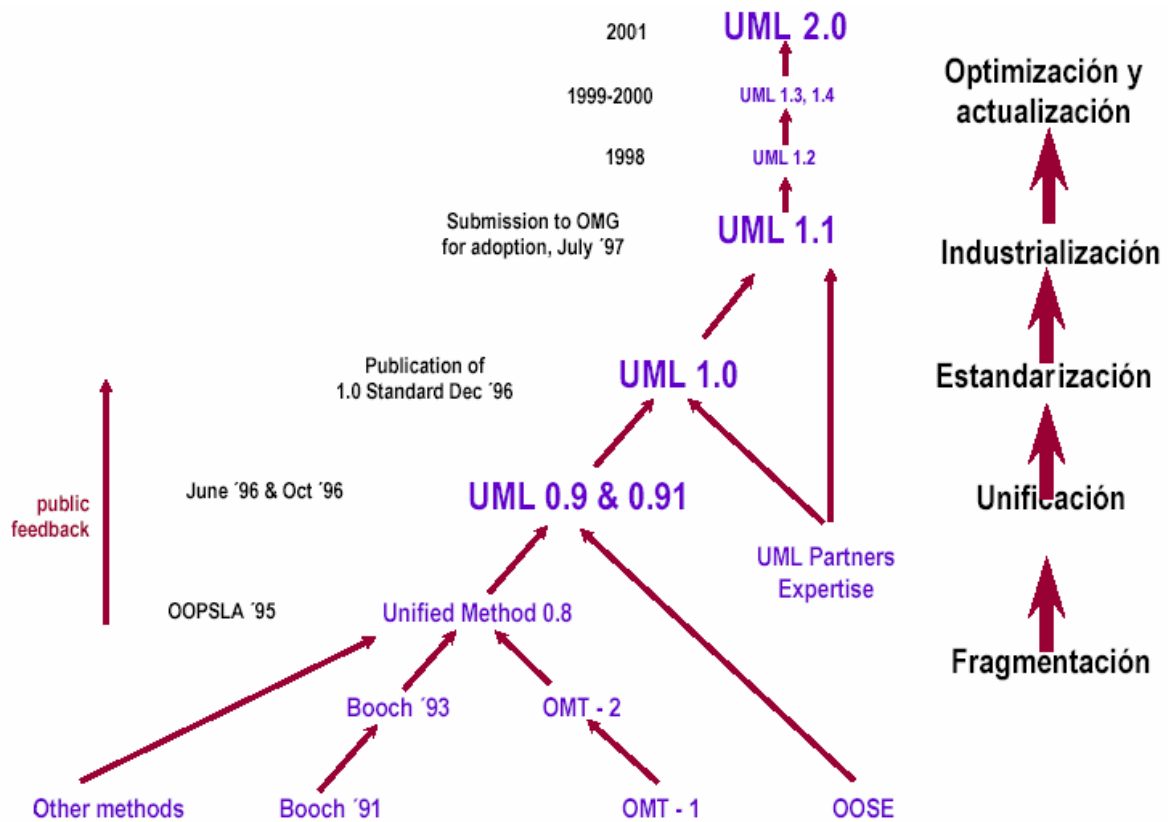 2001
UML 2.0
1999-2000
UML 1.3, 1.4
1998
UML 1.2
Submission to OMG
for adoption, July ´97
UML 1.1
Publication of
1.0 Standard Dec ´96
UML 1.0
June ´96 & Oct ´96
UML 0.9 & 0.91
public
feedback
UML Partners
Expertise
OOPSLA ´95
Unified Method 0.8
Booch ´93
OMT - 2
Other methods
Booch ´91
OMT - 1
OOSE
Optimización y
actualización
Industrialización
Estandarización
Unificación
Fragmentación